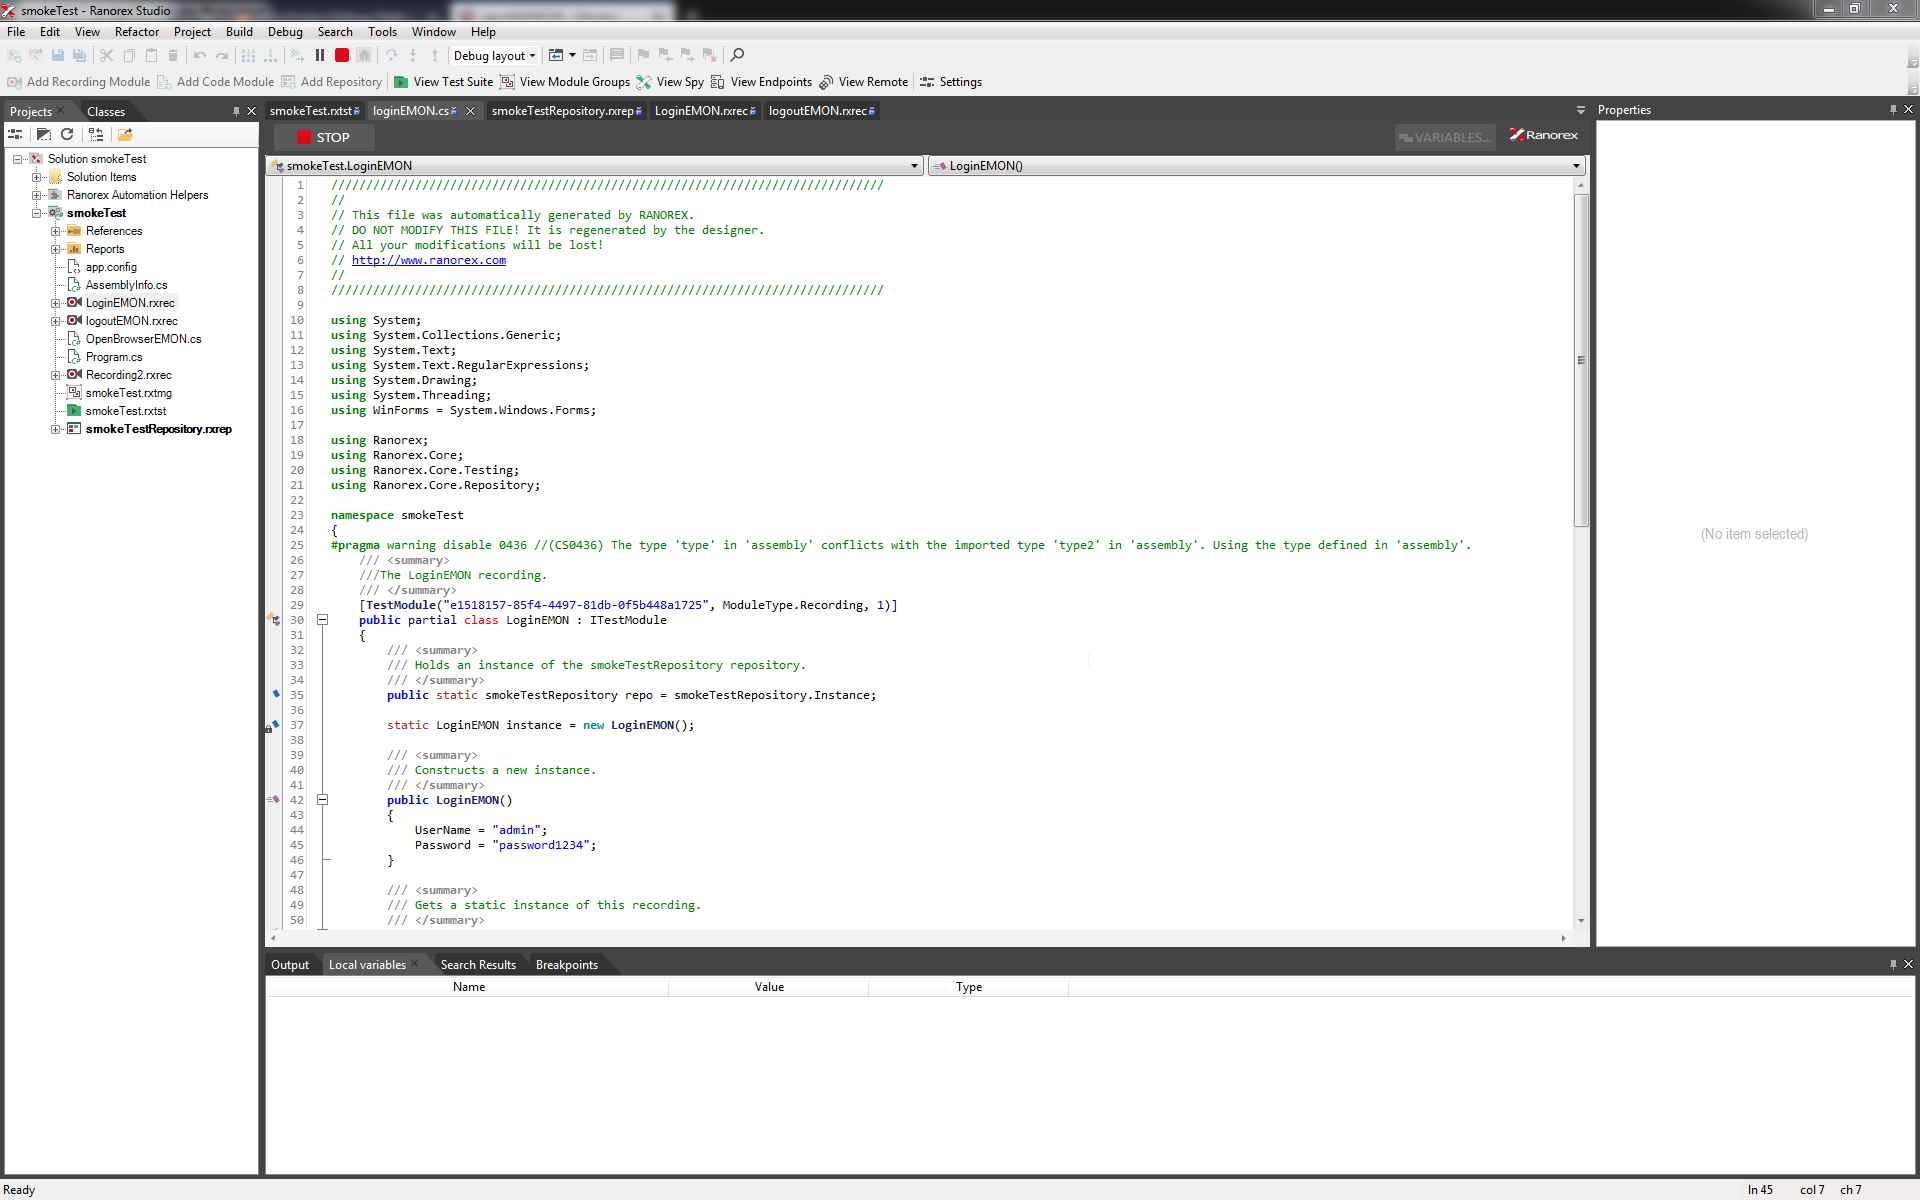 smokeTest - Ranorex Studio
File Edit View Refactor Project Build Debug Search Tools Window Help
Debug layout
Add Recording Module Add Code Module Add Repository View Test Suite View Module Groups View Spy View Endpoints View Remote Settings
Projects Classes
smokeTest.rxtst loginEMON.cs smokeTestRepository.rxrep LoginEMON.rxrec logoutEMON.rxrec
Properties
STOP
VARIABLES...
Ranorex
Solution smokeTest
Solution Items
Ranorex Automation Helpers
smokeTest
References
Reports
app.config
AssemblyInfo.cs
LoginEMON.rxrec
logoutEMON.rxrec
OpenBrowserEMON.cs
Program.cs
Recording2.rxrec
smokeTest.rxtmg
smokeTest.rxtst
smokeTestRepository.rxrep
smokeTest.LoginEMON LoginEMON()
1 ///////////////////////////////////////////////////////////////////////////////
2 //
3 // This file was automatically generated by RANOREX.
4 // DO NOT MODIFY THIS FILE! It is regenerated by the designer.
5 // All your modifications will be lost!
6 // http://www.ranorex.com
7 //
8 ///////////////////////////////////////////////////////////////////////////////
9
10 using System;
11 using System.Collections.Generic;
12 using System.Text;
13 using System.Text.RegularExpressions;
14 using System.Drawing;
15 using System.Threading;
16 using WinForms = System.Windows.Forms;
17
18 using Ranorex;
19 using Ranorex.Core;
20 using Ranorex.Core.Testing;
21 using Ranorex.Core.Repository;
22
23 namespace smokeTest
24 {
25 #pragma warning disable 0436 //(CS0436) The type 'type' in 'assembly' conflicts with the imported type 'type2' in 'assembly'. Using the type defined in 'assembly'.
26 /// <summary>
27 ///The LoginEMON recording.
28 /// </summary>
29 [TestModule("e1518157-85f4-4497-81db-0f5b448a1725", ModuleType.Recording, 1)]
30 public partial class LoginEMON : ITestModule
31 {
32 /// <summary>
33 /// Holds an instance of the smokeTestRepository repository.
34 /// </summary>
35 public static smokeTestRepository repo = smokeTestRepository.Instance;
36
37 static LoginEMON instance = new LoginEMON();
38
39 /// <summary>
40 /// Constructs a new instance.
41 /// </summary>
42 public LoginEMON()
43 {
44 UserName = "admin";
45 Password = "password1234";
46 }
47
48 /// <summary>
49 /// Gets a static instance of this recording.
50 /// </summary>
(No item selected)
Output Local variables Search Results Breakpoints
Name Value Type
Ready
ln 45 col 7 ch 7